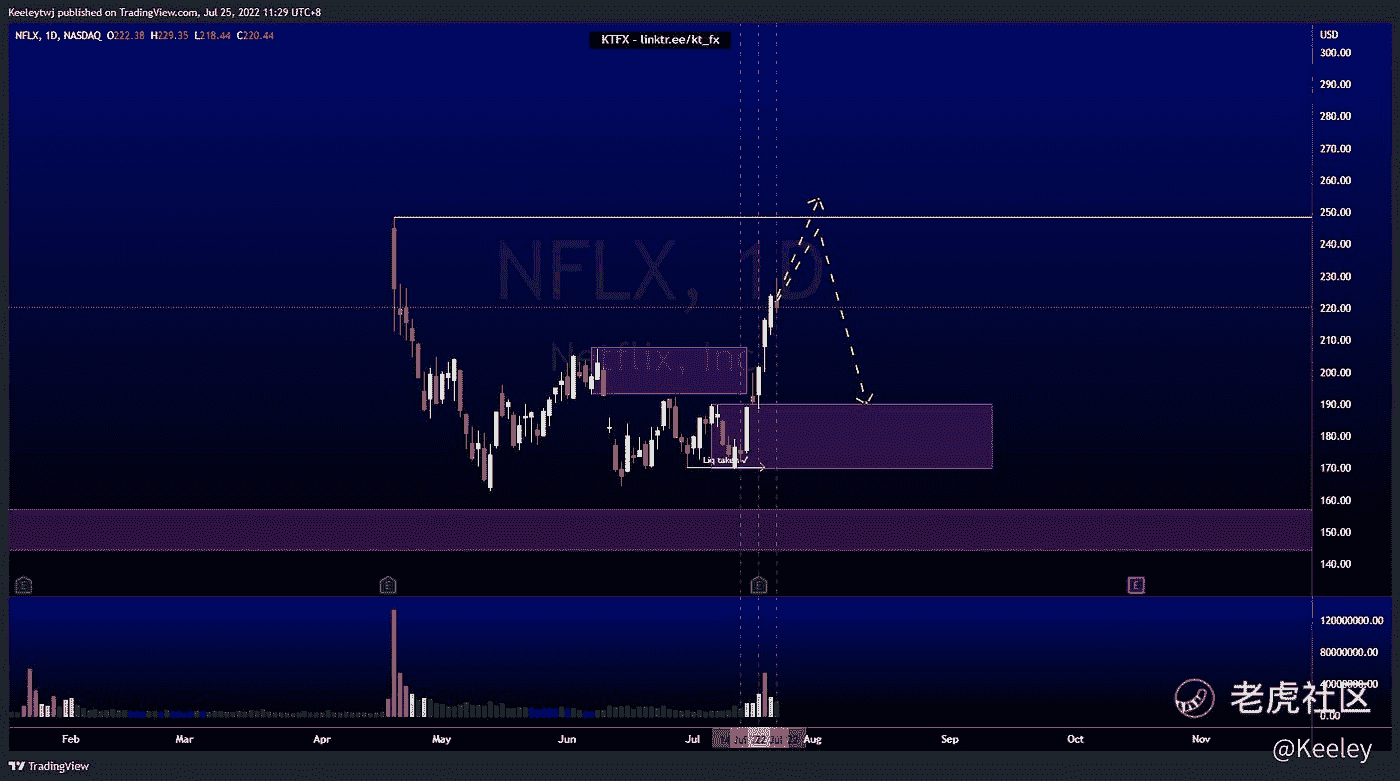 Keeleytwj published on TradingView.com, Jul 25, 2022 11:29 UTC+8
NFLX, 1D, NASDAQ O222.38 H229.35 L218.44 C220.44
KTFX - linktr.ee/kt_fx
USD
300.00
290.00
280.00
270.00
260.00
250.00
240.00
230.00
220.00
210.00
200.00
190.00
180.00
170.00
160.00
150.00
140.00
NFLX, 1D
Netflix, Inc
Liq taken ✓
E
E
E
E
120000000.00
80000000.00
40000000.00
0.00
老虎社区
Feb Mar Apr May Jun Jul Aug Sep Oct Nov
@Keeley
TradingView